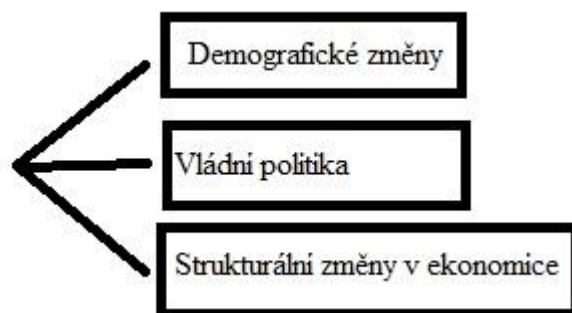 Demografické změny
Vládní politika
Strukturální změny v ekonomice